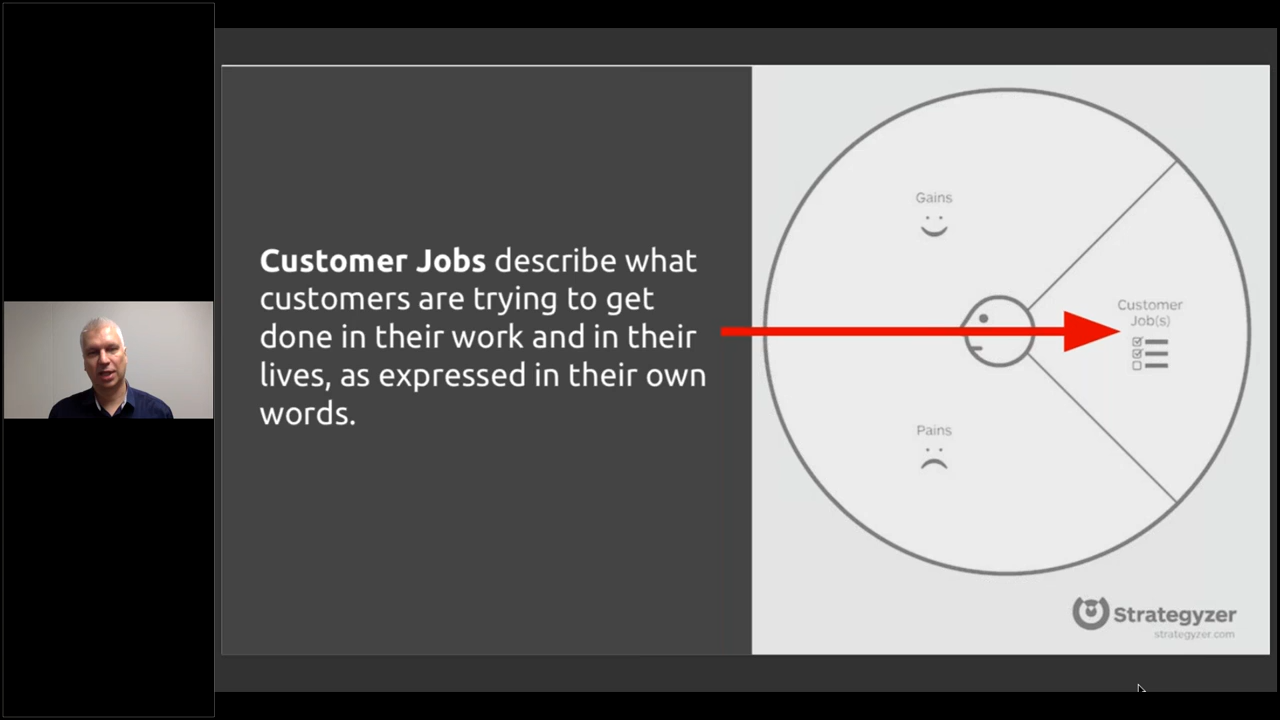 Customer Jobs describe what
customers are trying to get
done in their work and in their
lives, as expressed in their own
words.
Gains
Customer
Job(s)
Pains
Strategyzer
strategyzer.com